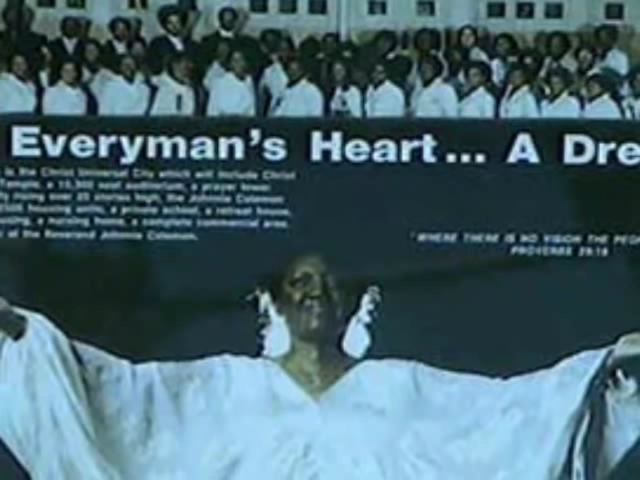 Everyman's Heart... A Dre
is the Christ Universal City which will include Christ
Temple, a 10,000 seat auditorium, a prayer tower
rising over 20 stories high, the Johnnie Coleman
housing units, a private school, a retreat house,
a nursing home, a complete commercial area
of the Reverend Johnnie Coleman.
"WHERE THERE IS NO VISION THE PEOP
PROVERBS 29:18